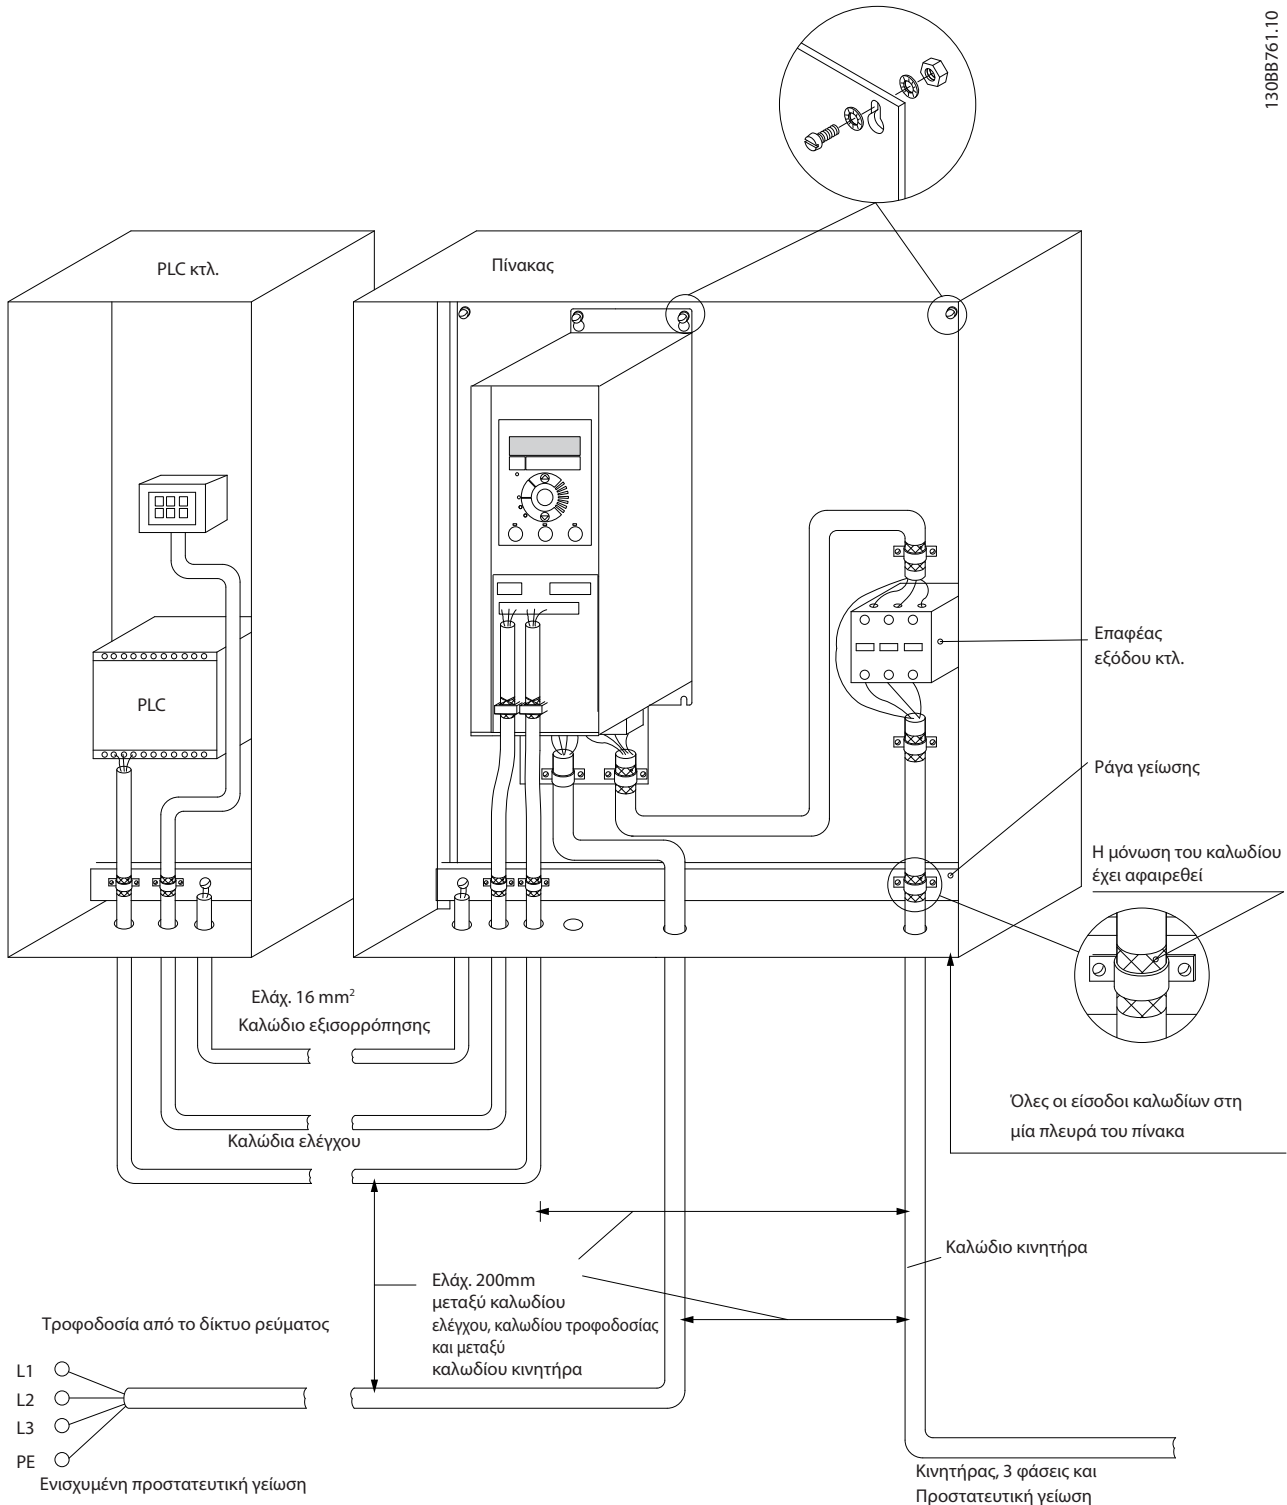 130BB761.10
PLC κτλ.
Πίνακας
PLC
Επαφέας
εξόδου κτλ.
Ράγα γείωσης
Η μόνωση του καλωδίου
έχει αφαιρεθεί
Ελάχ. 16 mm²
Καλώδιο εξισορρόπησης
Όλες οι είσοδοι καλωδίων στη
μία πλευρά του πίνακα
Καλώδια ελέγχου
Καλώδιο κινητήρα
Ελάχ. 200mm
μεταξύ καλωδίου
ελέγχου, καλωδίου τροφοδοσίας
και μεταξύ
καλωδίου κινητήρα
Τροφοδοσία από το δίκτυο ρεύματος
L1
L2
L3
PE
Ενισχυμένη προστατευτική γείωση
Κινητήρας, 3 φάσεις και
Προστατευτική γείωση